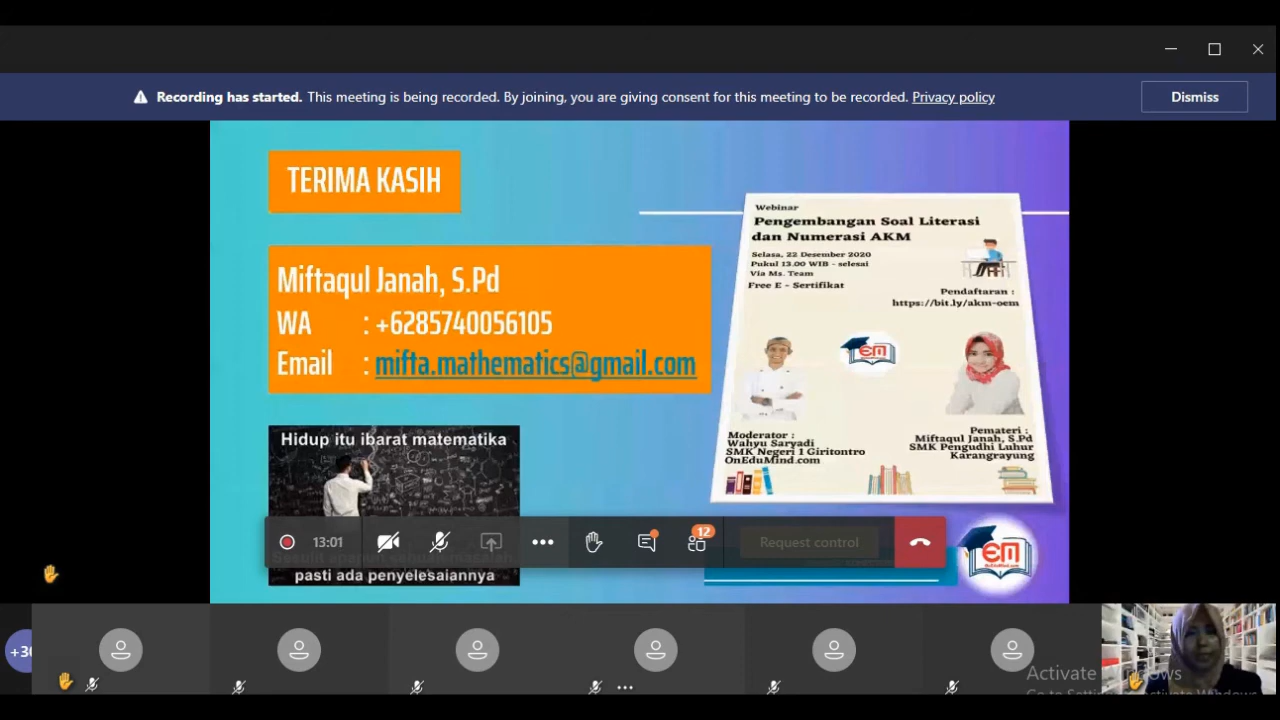 Recording has started. This meeting is being recorded. By joining, you are giving consent for this meeting to be recorded. Privacy policy
Dismiss
TERIMA KASIH
Miftaqul Janah, S.Pd
WA : +6285740056105
Email : mifta.mathematics@gmail.com
Webinar
Pengembangan Soal Literasi
dan Numerasi AKM
Selasa, 22 Desember 2020
Pukul 13.00 WIB - selesai
Via Ms. Team
Free E - Sertifikat
Pendaftaran :
https://bit.ly/akm-oem
EM
Moderator :
Wahyu Saryadi
SMK Negeri 1 Giritontro
OnEduMind.com
Pemateri :
Miftaqul Janah, S.Pd
SMK Pengudhi Luhur
Karangrayung
Hidup itu ibarat matematika
pasti ada penyelesaiannya
13:01
12
Request control
EM
Activate Windows